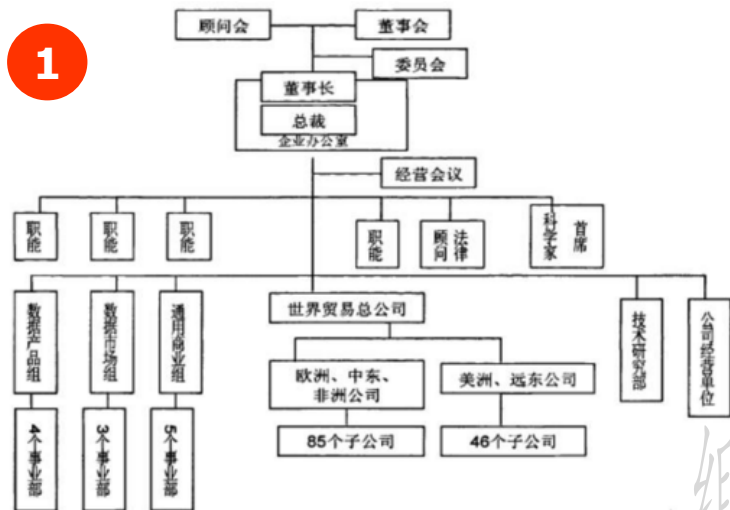 1
顾问会
董事会
委员会
董事长
总裁
企业办公室
经营会议
职能
职能
职能
职能
法律
顾问
首席
科学家
数据产品组
数据市场组
通用商业组
世界贸易总公司
技术研究部
公司经营单位
欧洲、中东、
非洲公司
美洲、远东公司
4个事业部
3个事业部
5个事业部
85个子公司
46个子公司